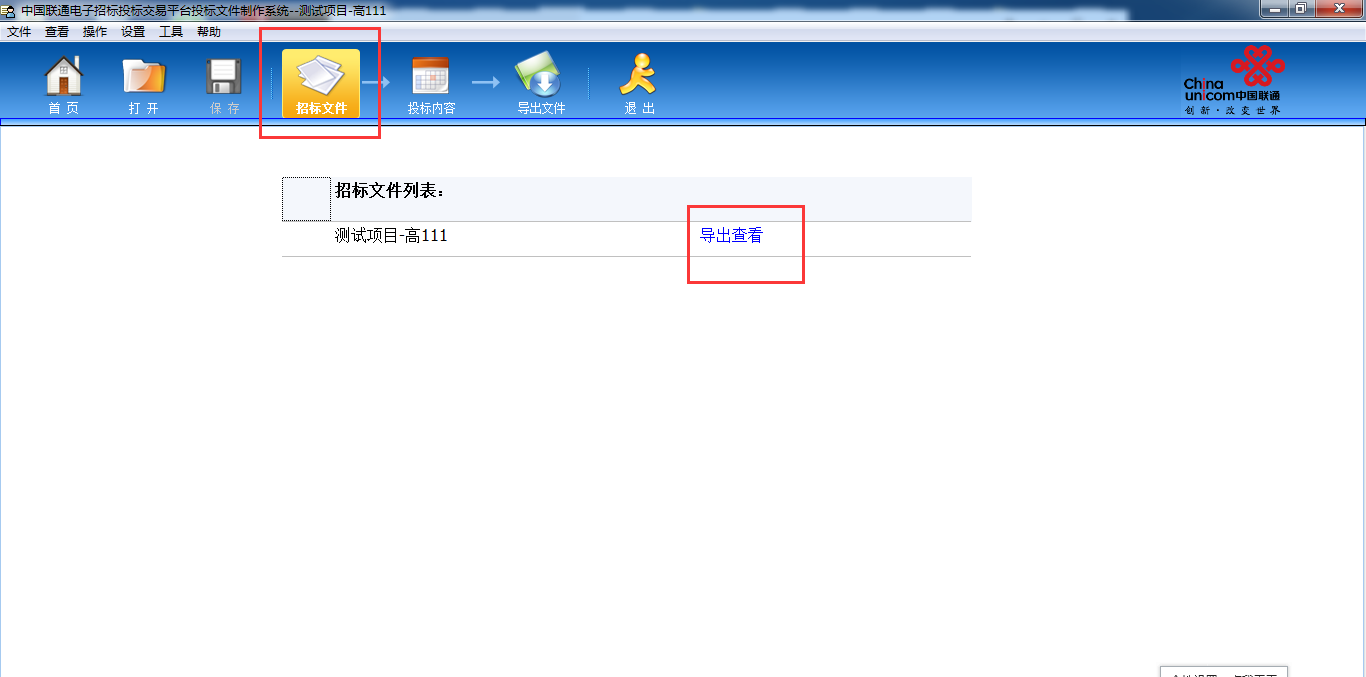 中国联通电子招标投标交易平台投标文件制作系统--测试项目-高111
文件 查看 操作 设置 工具 帮助
首 页 打 开 保 存 招标文件 投标内容 导出文件 退 出
China
unicom中国联通
创新·改变世界
招标文件列表：
测试项目-高111 导出查看